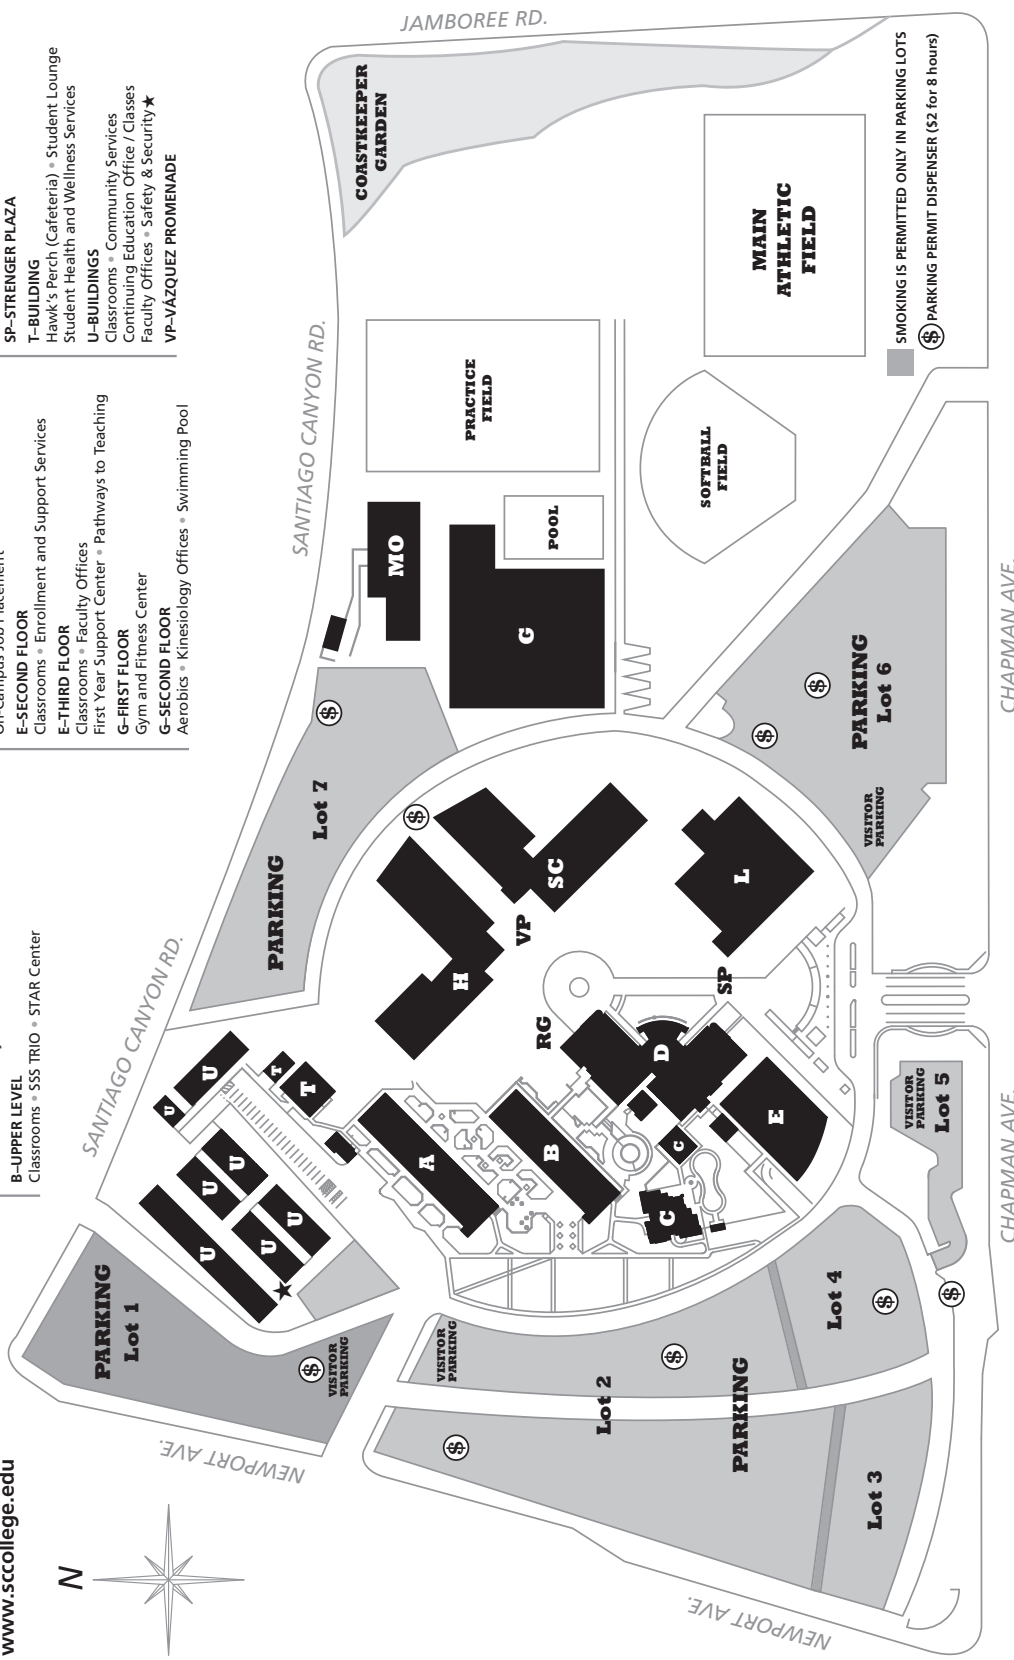 www.sccollege.edu
N
B–UPPER LEVEL
Classrooms • SSS TRIO • STAR Center
Job Placement
E–SECOND FLOOR
Classrooms • Enrollment and Support Services
E–THIRD FLOOR
Classrooms • Faculty Offices
First Year Support Center • Pathways to Teaching
G–FIRST FLOOR
Gym and Fitness Center
G–SECOND FLOOR
Aerobics • Kinesiology Offices • Swimming Pool
SP–STRENGER PLAZA
T–BUILDING
Hawk's Perch (Cafeteria) • Student Lounge
Student Health and Wellness Services
U–BUILDINGS
Classrooms • Community Services
Continuing Education Office / Classes
Faculty Offices • Safety & Security★
VP–VÁZQUEZ PROMENADE
NEWPORT AVE.
PARKING
Lot 1
$
VISITOR
PARKING
SANTIAGO CANYON RD.
U
U
U
U
U
U
U
T
T
PARKING
Lot 7
$
$
SANTIAGO CANYON RD.
MO
G
POOL
PRACTICE
FIELD
COASTKEEPER
GARDEN
JAMBOREE RD.
A
B
H
VP
SC
RG
SP
D
C
C
E
L
SOFTBALL
FIELD
MAIN
ATHLETIC
FIELD
VISITOR
PARKING
$
$
Lot 2
PARKING
Lot 3
Lot 4
$
$
VISITOR
PARKING
Lot 5
VISITOR
PARKING
PARKING
Lot 6
$
$
SMOKING IS PERMITTED ONLY IN PARKING LOTS
$ PARKING PERMIT DISPENSER ($2 for 8 hours)
NEWPORT AVE.
CHAPMAN AVE.
CHAPMAN AVE.